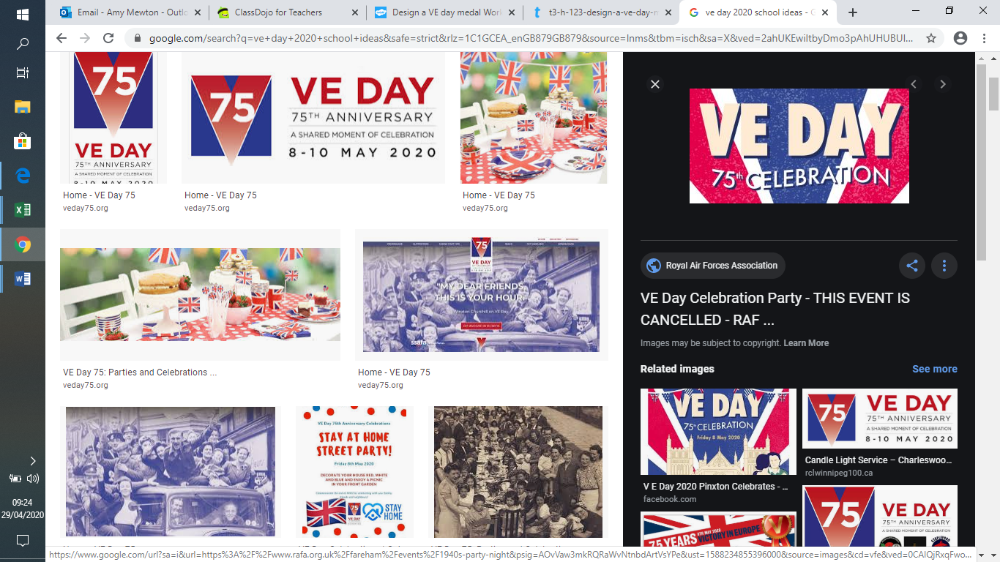 Email - Amy Mewton - Outlo
ClassDojo for Teachers
Design a VE day medal Work
t3-h-123-design-a-ve-day-m
ve day 2020 school ideas - G
google.com/search?q=ve+day+2020+school+ideas&safe=strict&rlz=1C1GCEA_enGB879GB879&source=lnms&tbm=isch&sa=X&ved=2ahUKEwiltbyDmo3pAhUHUBUI...
75
VE DAY
75TH ANNIVERSARY
A SHARED MOMENT OF CELEBRATION
8-10 MAY 2020
Home - VE Day 75
veday75.org
75
VE DAY
75TH ANNIVERSARY
A SHARED MOMENT OF CELEBRATION
8-10 MAY 2020
Home - VE Day 75
veday75.org
Home - VE Day 75
veday75.org
VE Day 75: Parties and Celebrations ...
veday75.org
75
VE DAY
"MY DEAR FRIENDS,
THIS IS YOUR HOUR."
Winston Churchill on VE Day
ssafa
Home - VE Day 75
veday75.org
VE Day 75th Anniversary Celebrations
STAY AT HOME
STREET PARTY!
Friday 8th May 2020
DECORATE YOUR HOUSE RED, WHITE
AND BLUE AND ENJOY A PICNIC
IN YOUR FRONT GARDEN
75
VE DAY
STAY
HOME
VE DAY
75th CELEBRATION
Royal Air Forces Association
VE Day Celebration Party - THIS EVENT IS
CANCELLED - RAF ...
Images may be subject to copyright. Learn More
Related images
See more
VE DAY
75th CELEBRATION
Friday 8 May 2020
V E Day 2020 Pinxton Celebrates - ...
facebook.com
75
VE DAY
75TH ANNIVERSARY
A SHARED MOMENT OF CELEBRATION
8-10 MAY 2020
Candle Light Service – Charleswoo...
rclwinnipeg100.ca
8TH MAY 2020
75 YEARS VICTORY IN EUROPE
STAPLEFORD
75
VE DAY
75TH ANNIVERSARY
A SHARED MOMENT OF CELEBRATION
09:24
29/04/2020
https://www.google.com/url?sa=i&url=https%3A%2F%2Fwww.rafa.org.uk%2Ffareham%2Fevents%2F1940s-party-night&psig=AOvVaw3mkRQRaWvNtnbdArtVsYPe&ust=1588234855396000&source=images&cd=vfe&ved=0CAIQjRxqFwo...